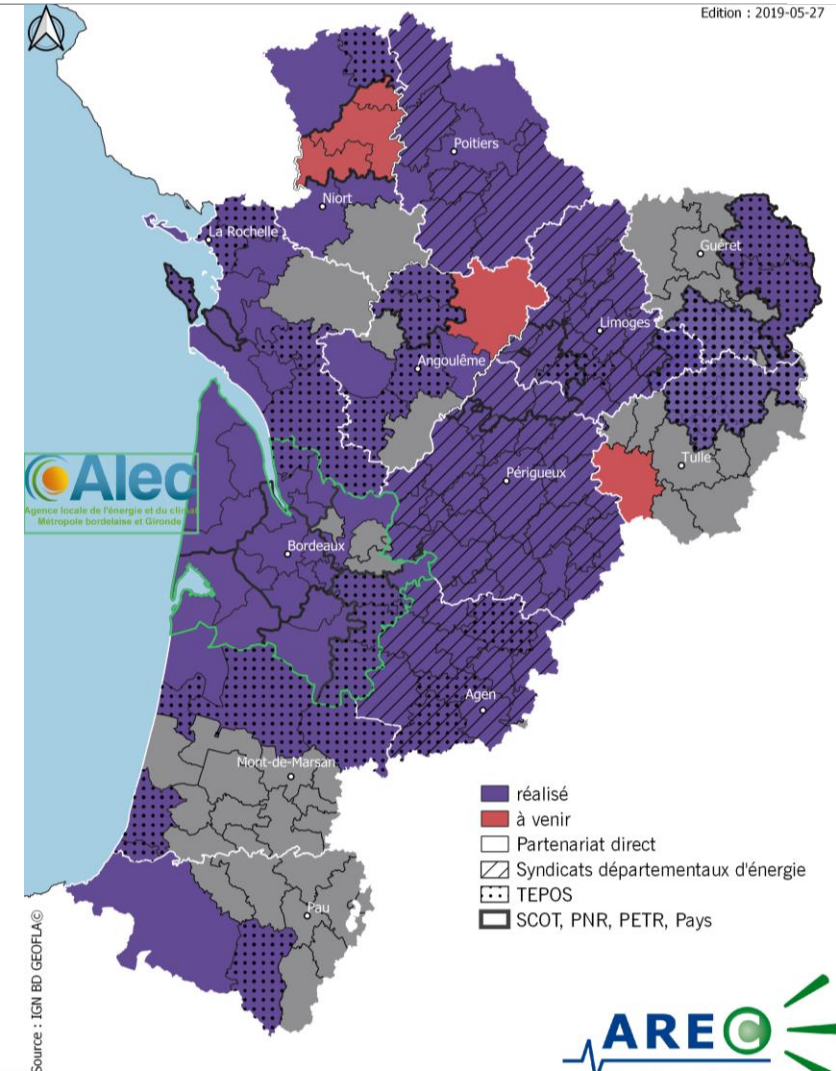 Edition : 2019-05-27
Poitiers
Niort
La Rochelle
Guéret
Limoges
Angoulême
Alec
Agence locale de l'énergie et du climat
Métropole bordelaise et Gironde
Périgueux
Tulle
Bordeaux
Agen
Mont-de-Marsan
Pau
réalisé
à venir
Partenariat direct
Syndicats départementaux d'énergie
TEPOS
SCOT, PNR, PETR, Pays
Source : IGN BD GEOFLA©
AREC